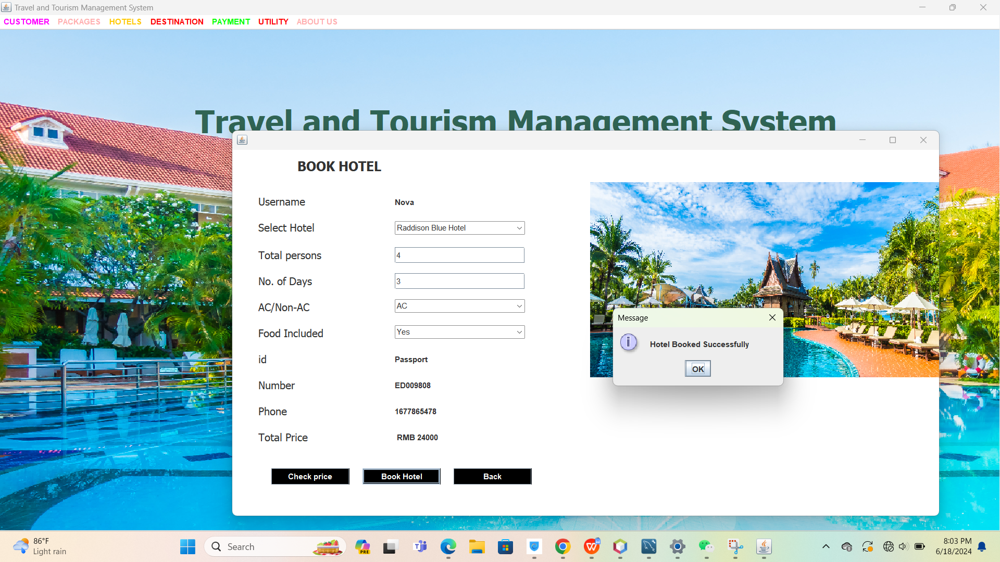 Travel and Tourism Management System
CUSTOMER PACKAGES HOTELS DESTINATION PAYMENT UTILITY ABOUT US
Travel and Tourism Management System
BOOK HOTEL
Username Nova
Select Hotel Raddison Blue Hotel
Total persons 4
No. of Days 3
AC/Non-AC AC
Food Included Yes
id Passport
Number ED009808
Phone 1677865478
Total Price RMB 24000
Check price Book Hotel Back
Message
Hotel Booked Successfully
OK
86°F
Light rain
Search
PRE
8:03 PM
6/18/2024